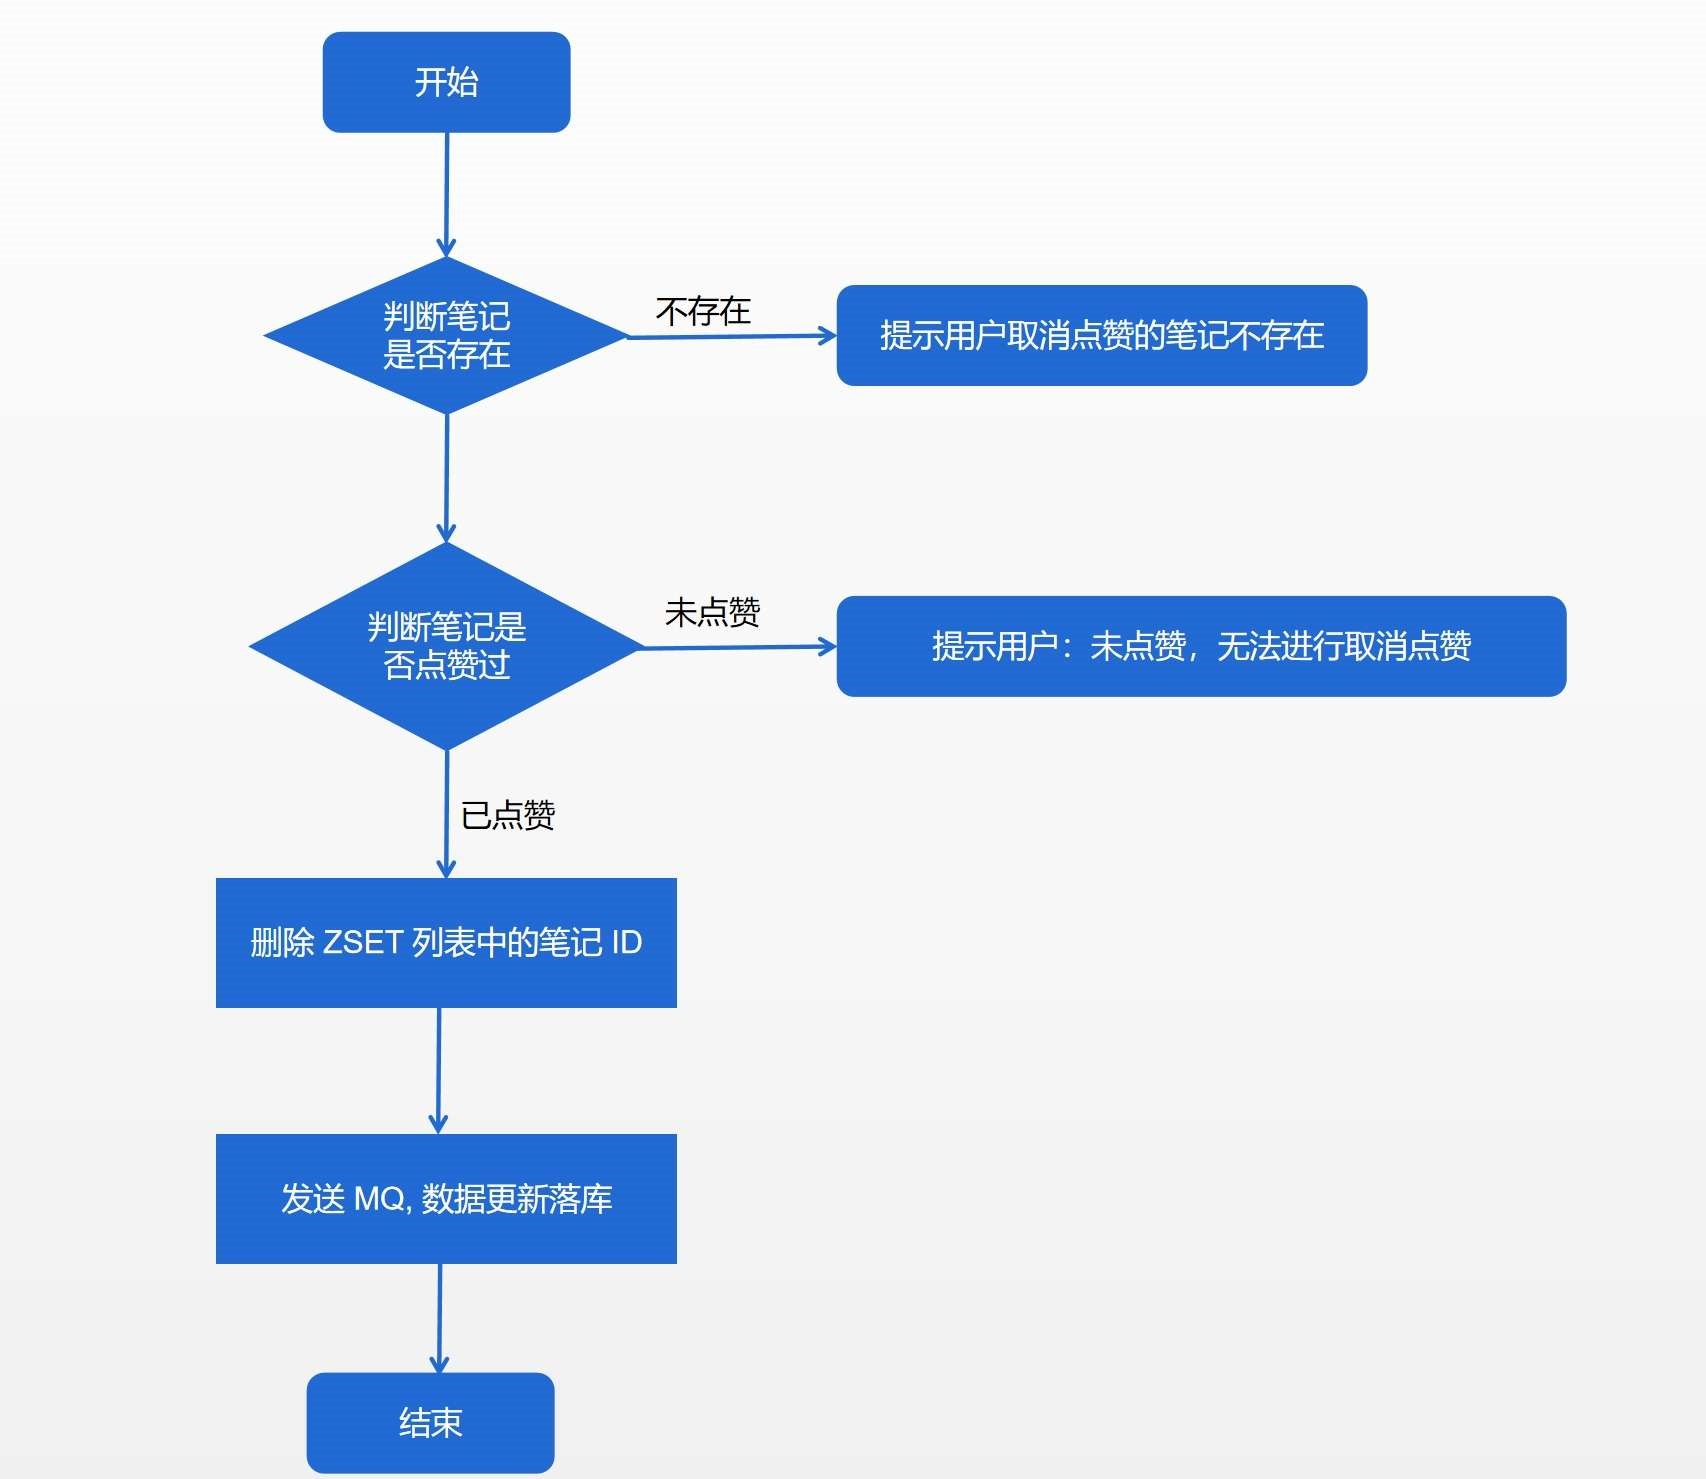 开始
判断笔记
是否存在
不存在
提示用户取消点赞的笔记不存在
判断笔记是
否点赞过
未点赞
提示用户：未点赞，无法进行取消点赞
已点赞
删除 ZSET 列表中的笔记 ID
发送 MQ, 数据更新落库
结束